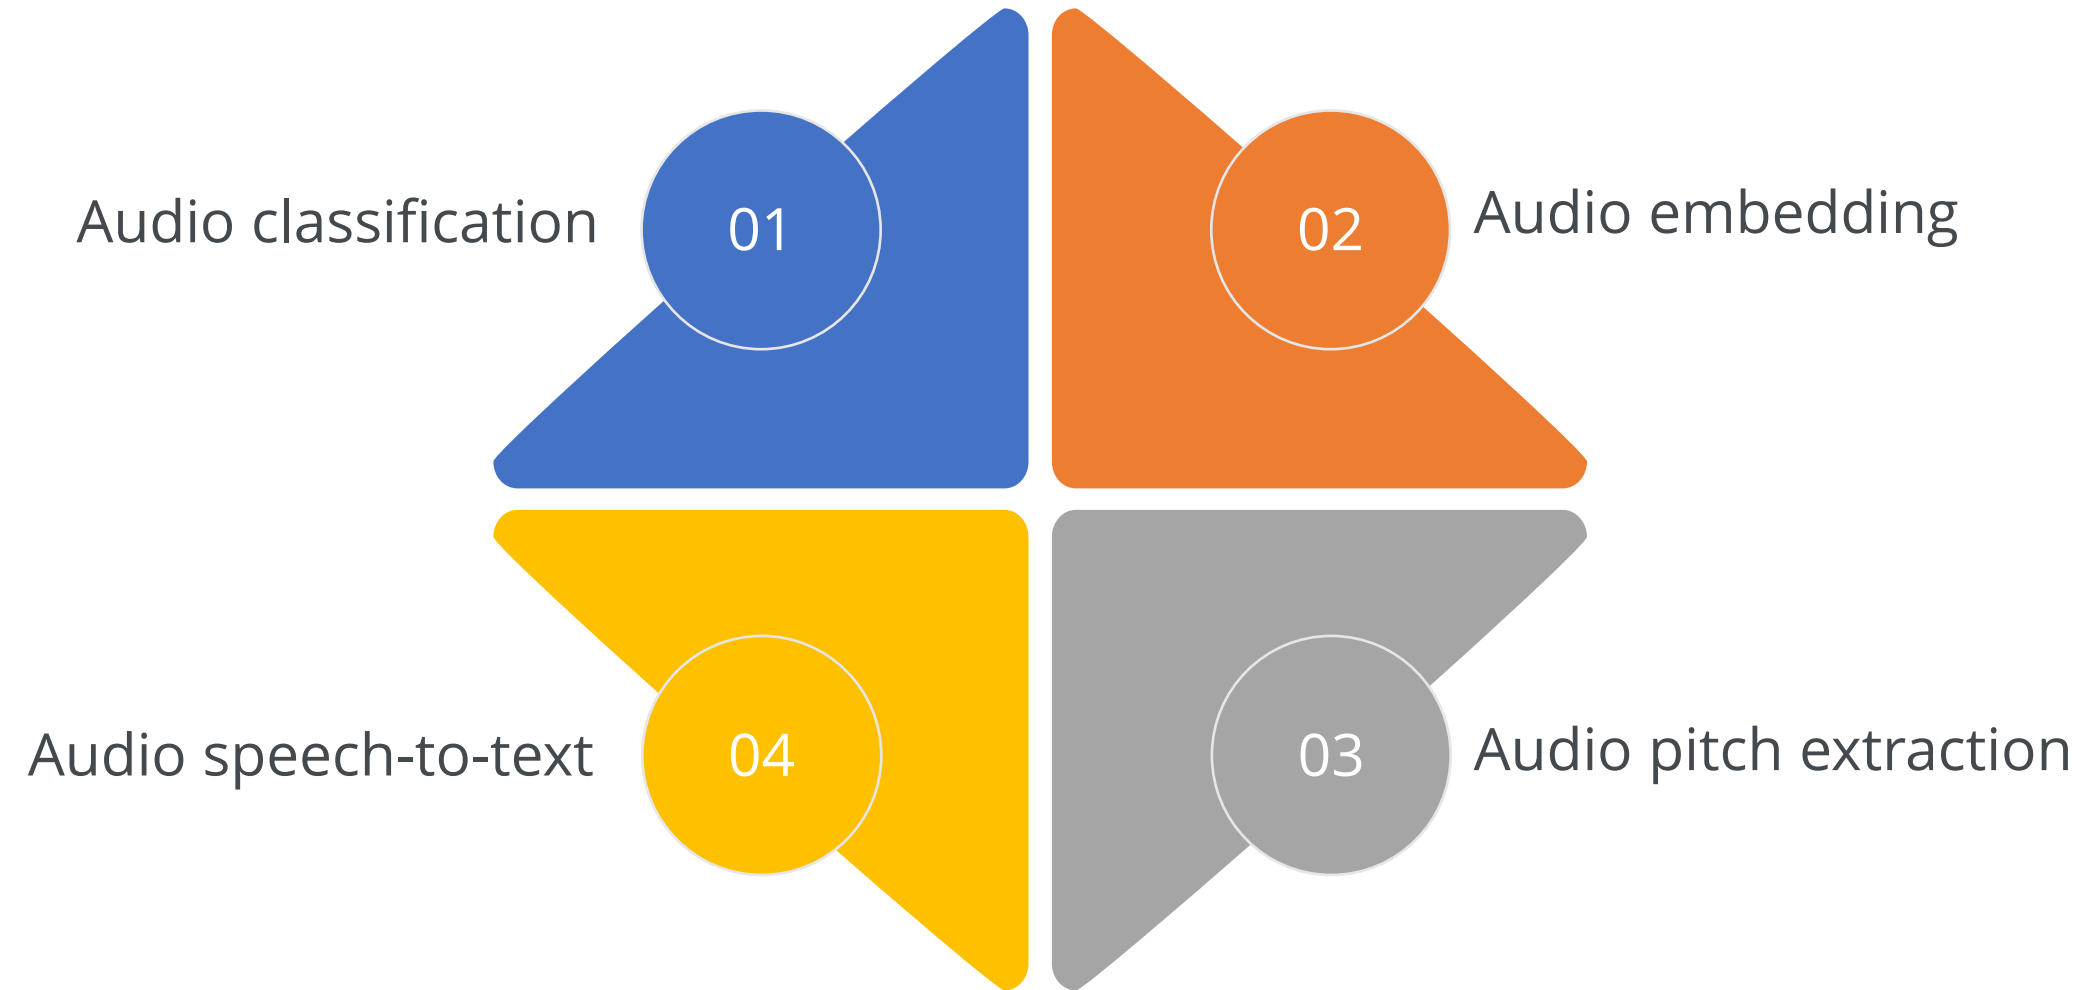 Audio classification
01
02
Audio embedding
Audio speech-to-text
04
03
Audio pitch extraction